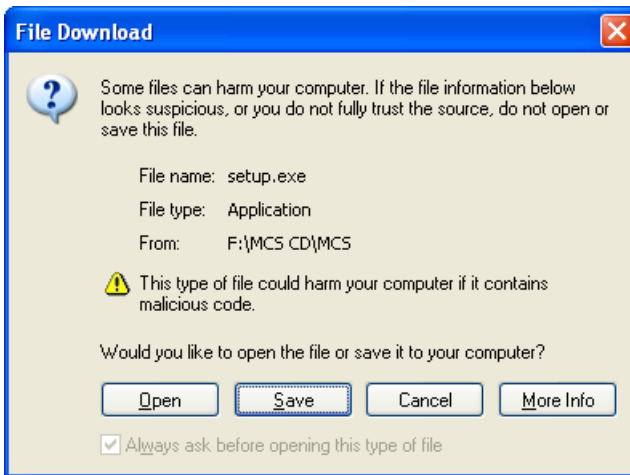 File Download
Some files can harm your computer. If the file information below
looks suspicious, or you do not fully trust the source, do not open or
save this file.
File name: setup.exe
File type: Application
From: F:\MCS CD\MCS
This type of file could harm your computer if it contains
malicious code.
Would you like to open the file or save it to your computer?
Open Save Cancel More Info
Always ask before opening this type of file